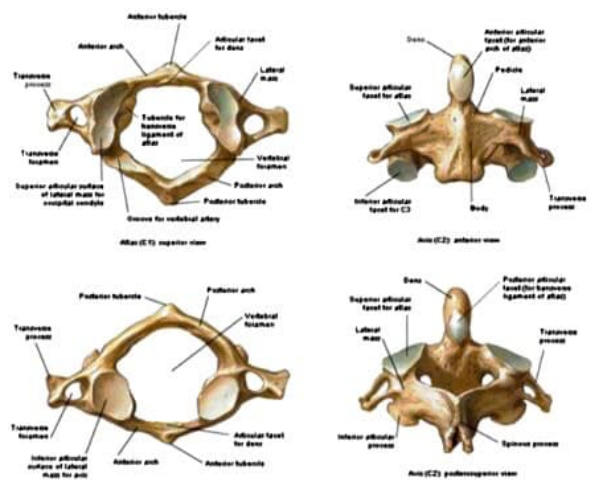 Anterior tubercle
Anterior arch
Articular facet
for dens
Transverse
process
Lateral
mass
Tubercle for
transverse
ligament of
atlas
Transverse
foramen
Vertebral
foramen
Superior articular surface
of lateral mass for
occipital condyle
Posterior arch
Posterior tubercle
Groove for vertebral artery
Atlas (C1): superior view
Dens
Anterior articular
facet (for anterior
arch of atlas)
Pedicle
Superior articular
facet for atlas
Lateral
mass
Inferior articular
facet for C3
Body
Transverse
process
Axis (C2): anterior view
Posterior tubercle
Posterior arch
Vertebral
foramen
Transverse
process
Transverse
foramen
Inferior articular
surface of lateral
mass for axis
Anterior arch
Articular facet
for dens
Anterior tubercle
Dens
Posterior articular
facet (for transverse
ligament of atlas)
Superior articular
facet for atlas
Lateral
mass
Transverse
process
Inferior articular
process
Spinous process
Axis (C2): posterosuperior view